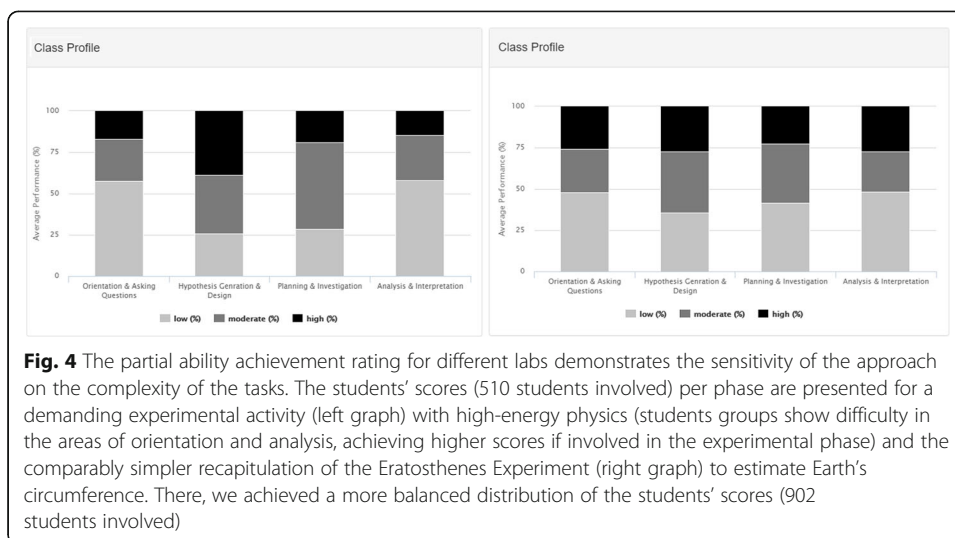 Class Profile
100
75
50
25
0
Average Performance (%)
Orientation & Asking
Questions
Hypothesis Genration &
Design
Planning & Investigation
Analysis & Interpretation
low (%) moderate (%) high (%)
Class Profile
100
75
50
25
0
Average Performance (%)
Orientation & Asking
Questions
Hypothesis Genration &
Design
Planning & Investigation
Analysis & Interpretation
low (%) moderate (%) high (%)
Fig. 4 The partial ability achievement rating for different labs demonstrates the sensitivity of the approach
on the complexity of the tasks. The students' scores (510 students involved) per phase are presented for a
demanding experimental activity (left graph) with high-energy physics (students groups show difficulty in
the areas of orientation and analysis, achieving higher scores if involved in the experimental phase) and the
comparably simpler recapitulation of the Eratosthenes Experiment (right graph) to estimate Earth's
circumference. There, we achieved a more balanced distribution of the students' scores (902
students involved)